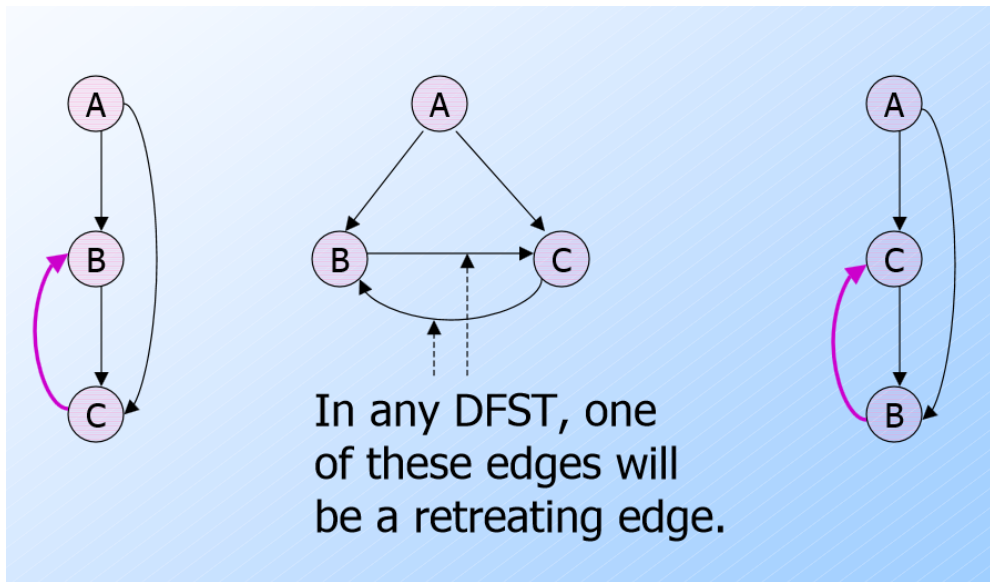 A
B
C
A
B
C
In any DFST, one
of these edges will
be a retreating edge.
A
C
B